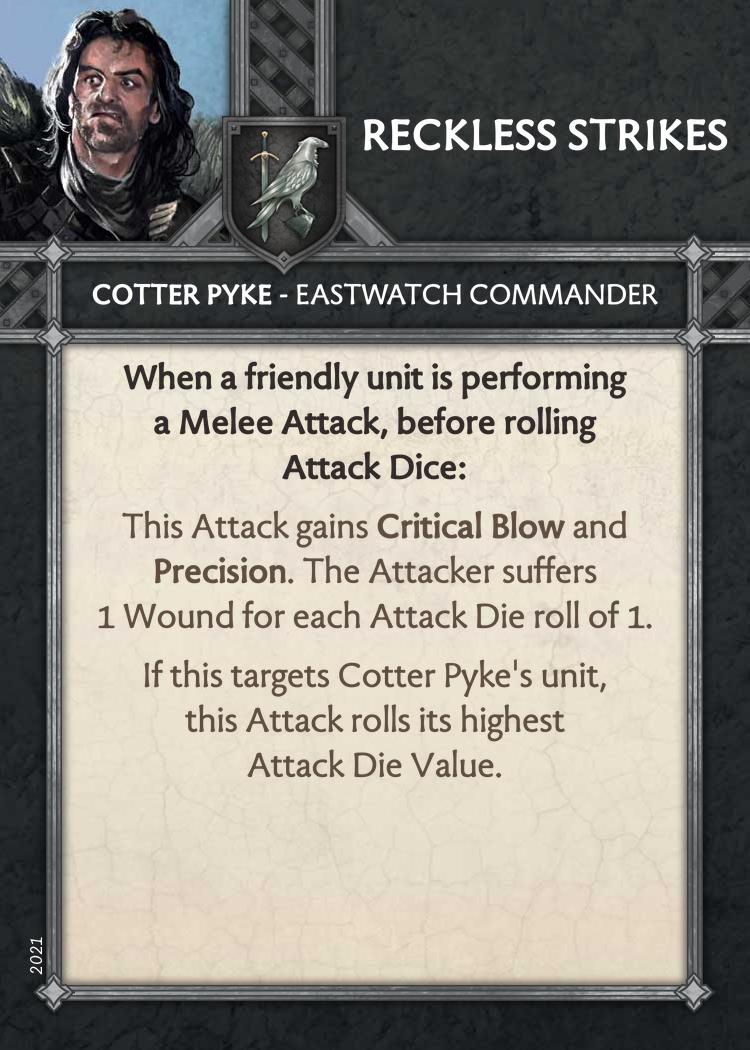 RECKLESS STRIKES
COTTER PYKE - EASTWATCH COMMANDER
When a friendly unit is performing
a Melee Attack, before rolling
Attack Dice:
This Attack gains Critical Blow and
Precision. The Attacker suffers
1 Wound for each Attack Die roll of 1.
If this targets Cotter Pyke's unit,
this Attack rolls its highest
Attack Die Value.
2021